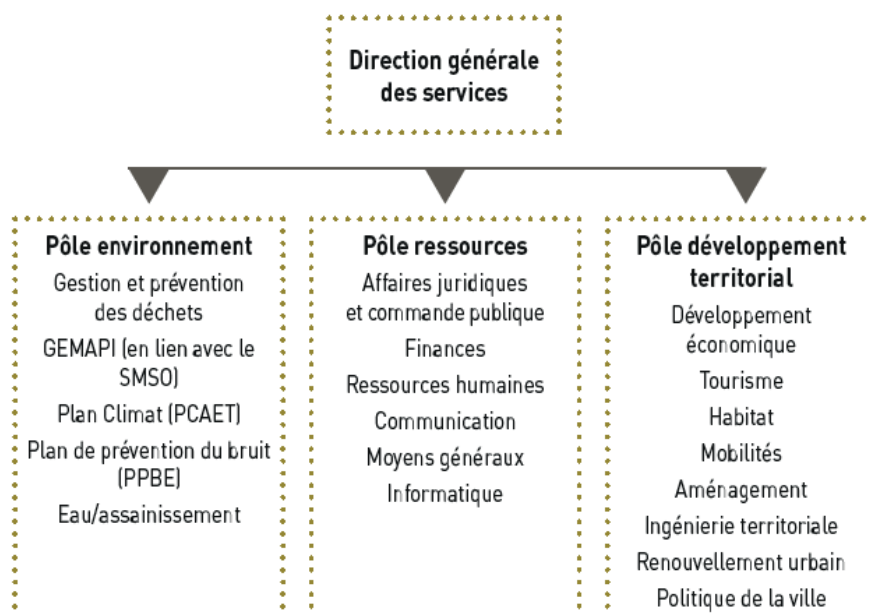 Direction générale
des services
Pôle environnement
Gestion et prévention
des déchets
GEMAPI (en lien avec le
SMSO)
Plan Climat (PCAET)
Plan de prévention du bruit
(PPBE)
Eau/assainissement
Pôle ressources
Affaires juridiques
et commande publique
Finances
Ressources humaines
Communication
Moyens généraux
Informatique
Pôle développement
territorial
Développement
économique
Tourisme
Habitat
Mobilités
Aménagement
Ingénierie territoriale
Renouvellement urbain
Politique de la ville